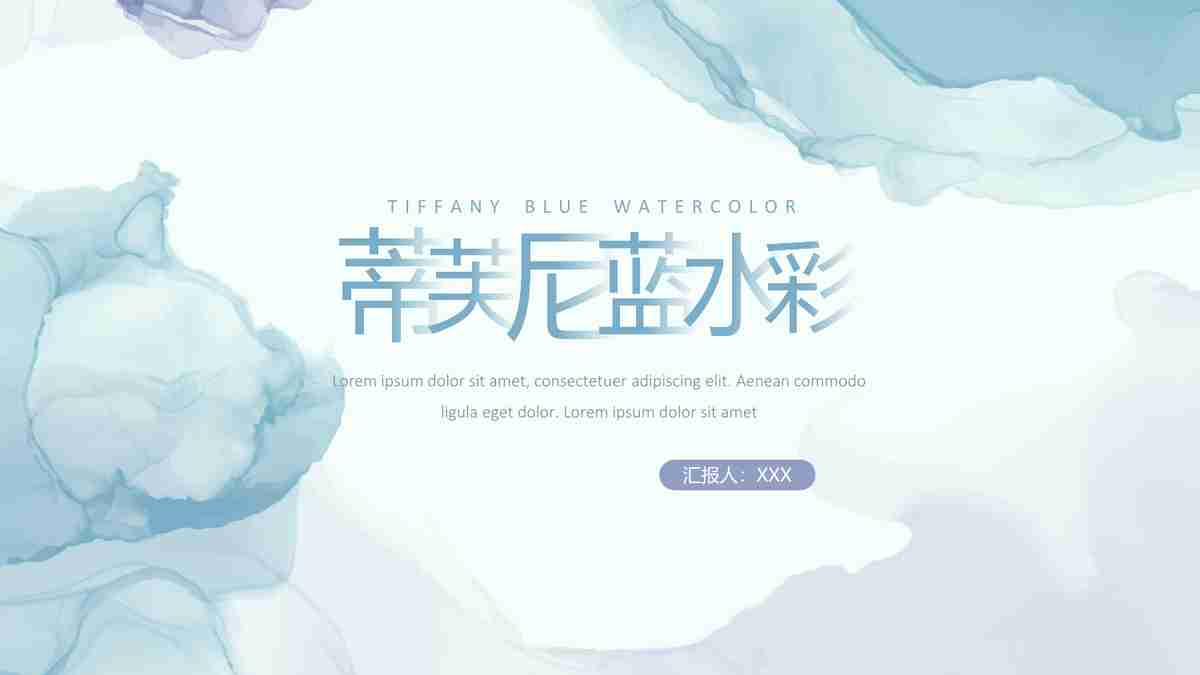 TIFFANY BLUE WATERCOLOR
蒂芙尼蓝水彩
Lorem ipsum dolor sit amet, consectetuer adipiscing elit. Aenean commodo
ligula eget dolor. Lorem ipsum dolor sit amet
汇报人：XXX